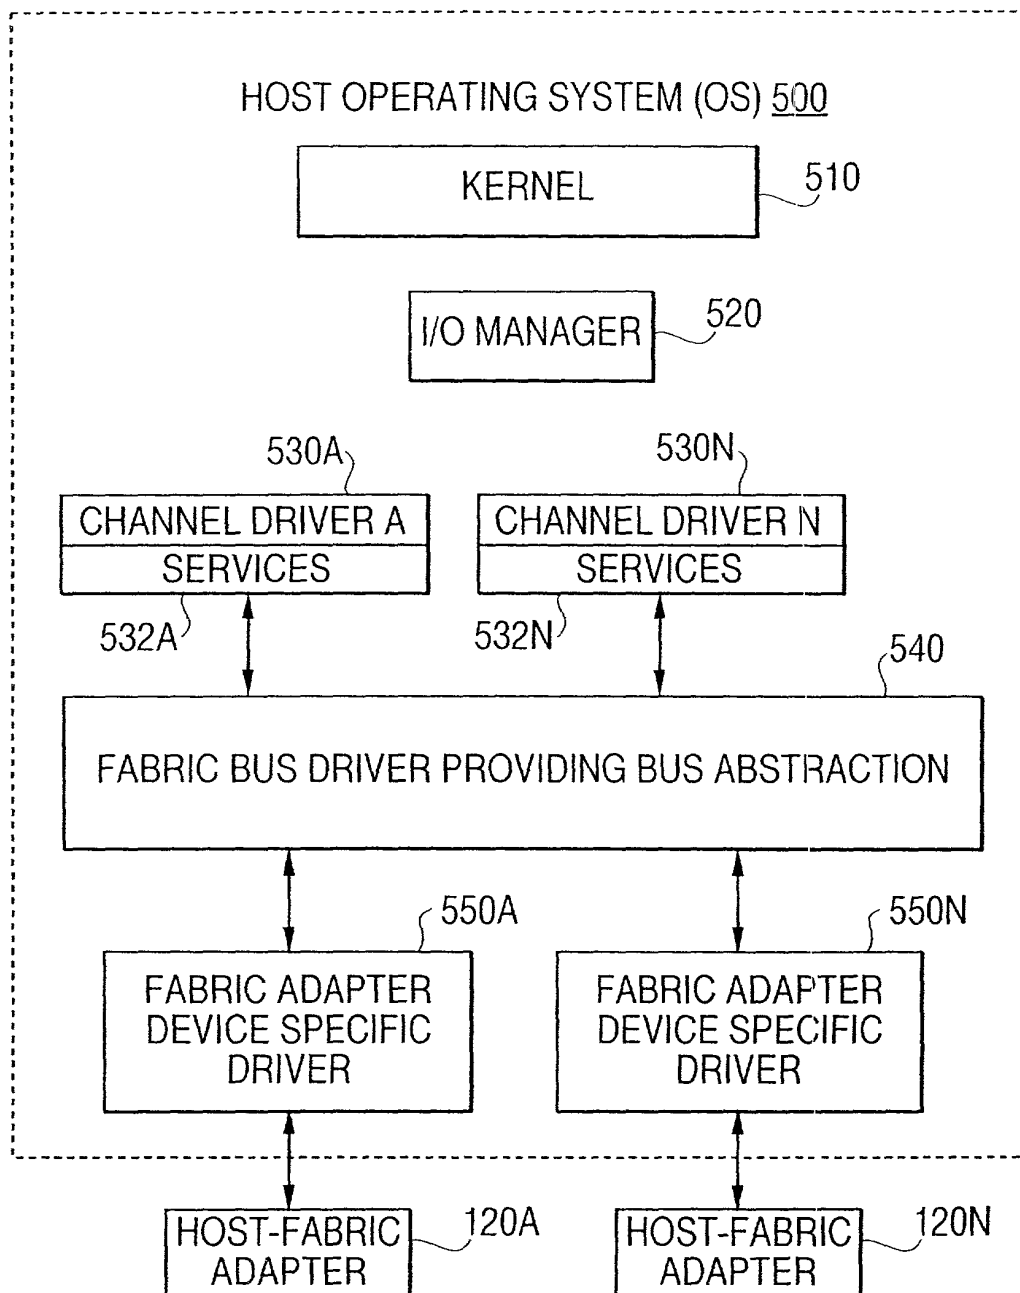 HOST OPERATING SYSTEM (OS) 500
KERNEL
510
I/O MANAGER
520
530A
530N
CHANNEL DRIVER A
CHANNEL DRIVER N
SERVICES
SERVICES
532A
532N
540
FABRIC BUS DRIVER PROVIDING BUS ABSTRACTION
550A
550N
FABRIC ADAPTER
DEVICE SPECIFIC
DRIVER
FABRIC ADAPTER
DEVICE SPECIFIC
DRIVER
HOST-FABRIC
ADAPTER
120A
HOST-FABRIC
ADAPTER
120N